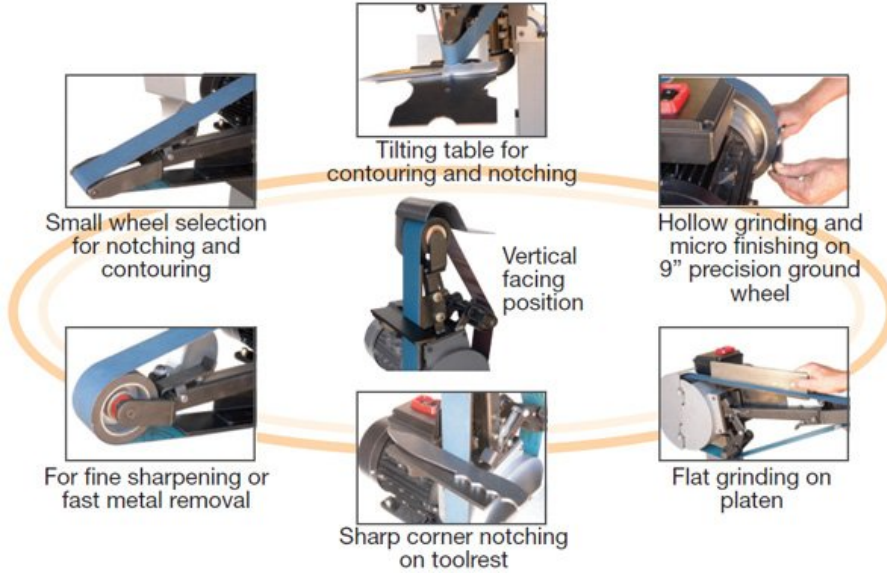 Tilting table for
contouring and notching
Small wheel selection
for notching and
contouring
Hollow grinding and
micro finishing on
9” precision ground
wheel
Vertical
facing
position
For fine sharpening or
fast metal removal
Sharp corner notching
on toolrest
Flat grinding on
platen